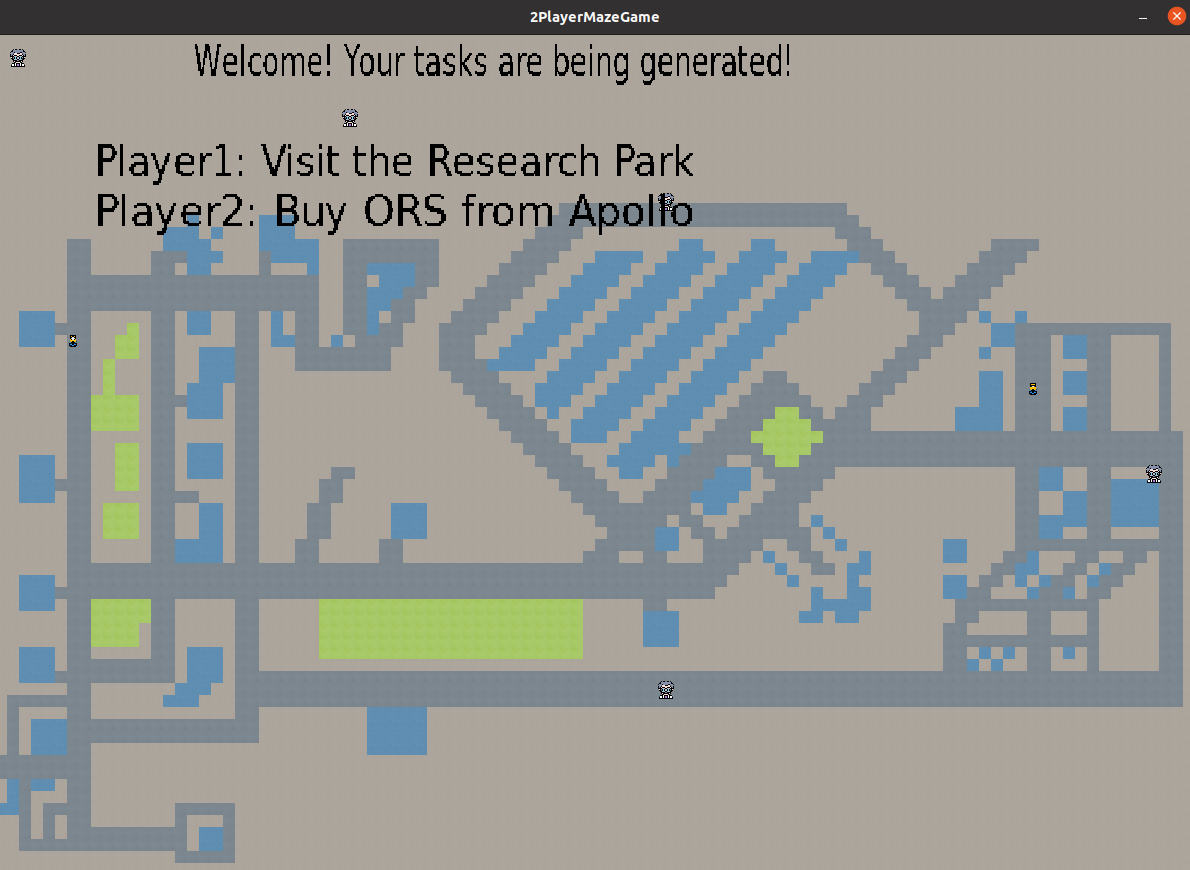 2PlayerMazeGame
Welcome! Your tasks are being generated!
Player1: Visit the Research Park
Player2: Buy ORS from Apollo